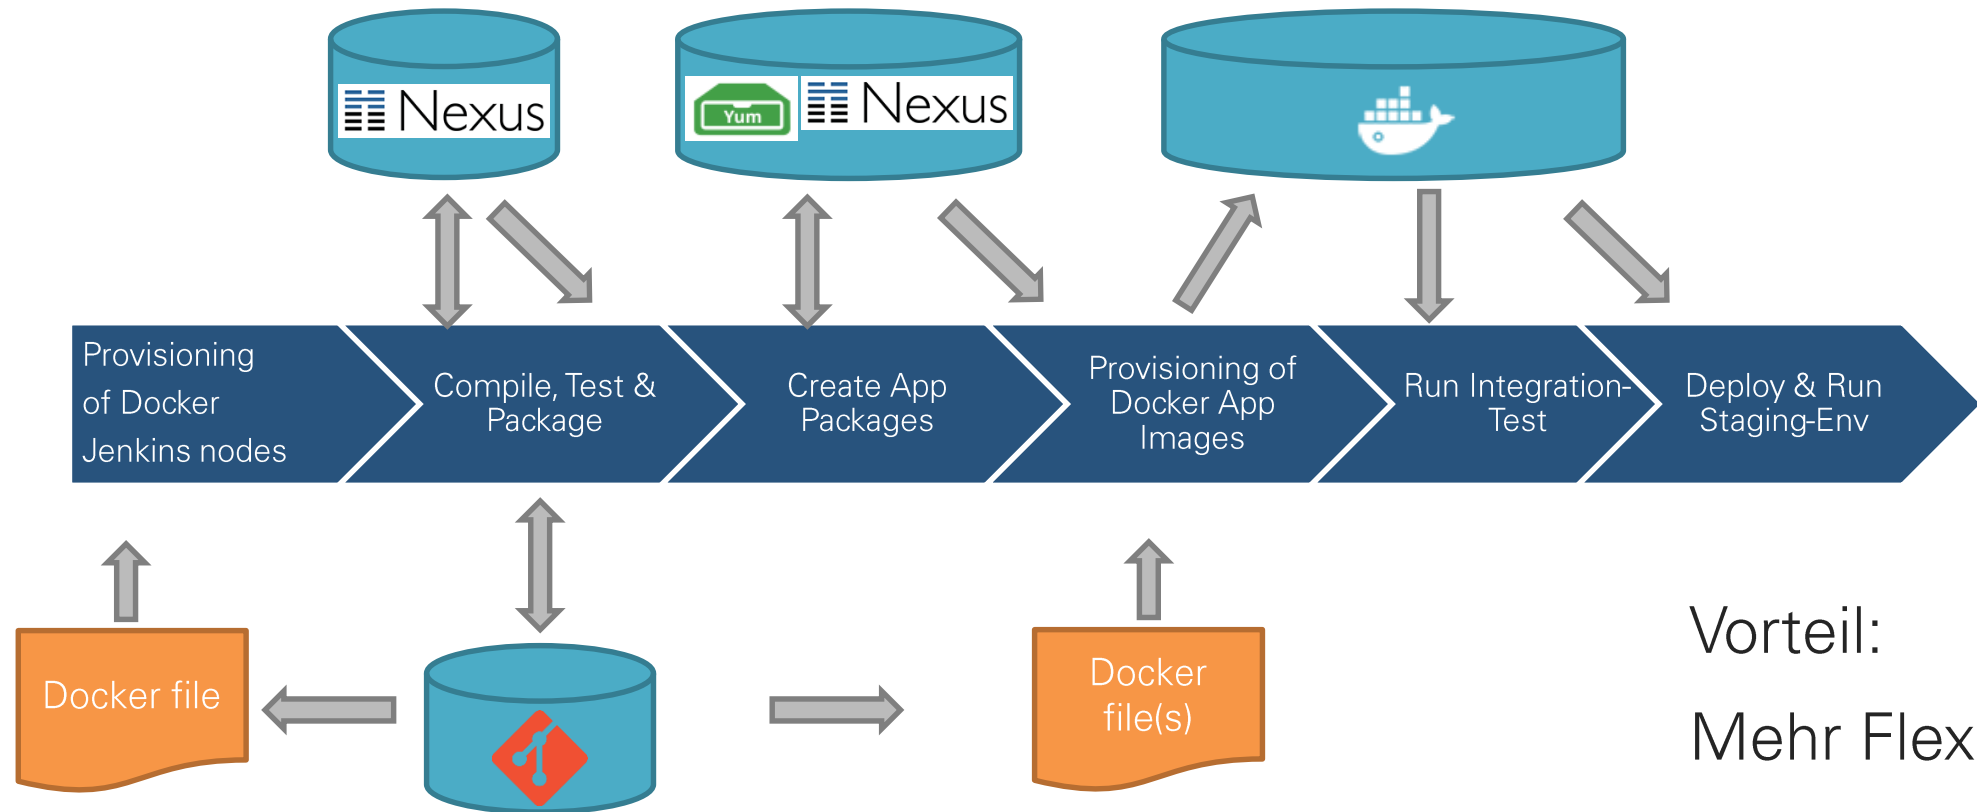 Nexus
Yum
Nexus
Provisioning
of Docker
Jenkins nodes
Compile, Test &
Package
Create App
Packages
Provisioning of
Docker App
Images
Run Integration-
Test
Deploy & Run
Staging-Env
Docker file
Docker
file(s)
Vorteil:
Mehr Flex